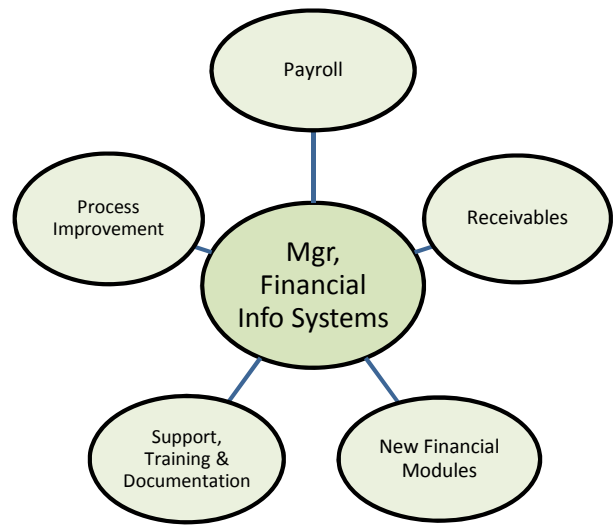 Payroll
Process
Improvement
Receivables
Mgr,
Financial
Info Systems
Support,
Training &
Documentation
New Financial
Modules